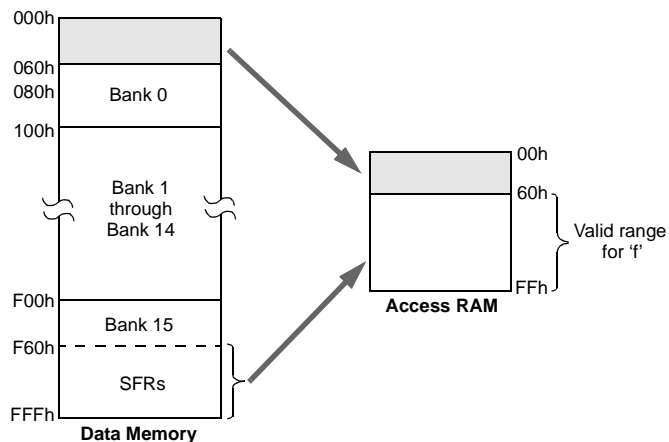 000h
060h
080h
Bank 0
100h
Bank 1
through
Bank 14
F00h
Bank 15
F60h
SFRs
FFFh
Data Memory
00h
60h
Valid range
for ‘f’
FFh
Access RAM